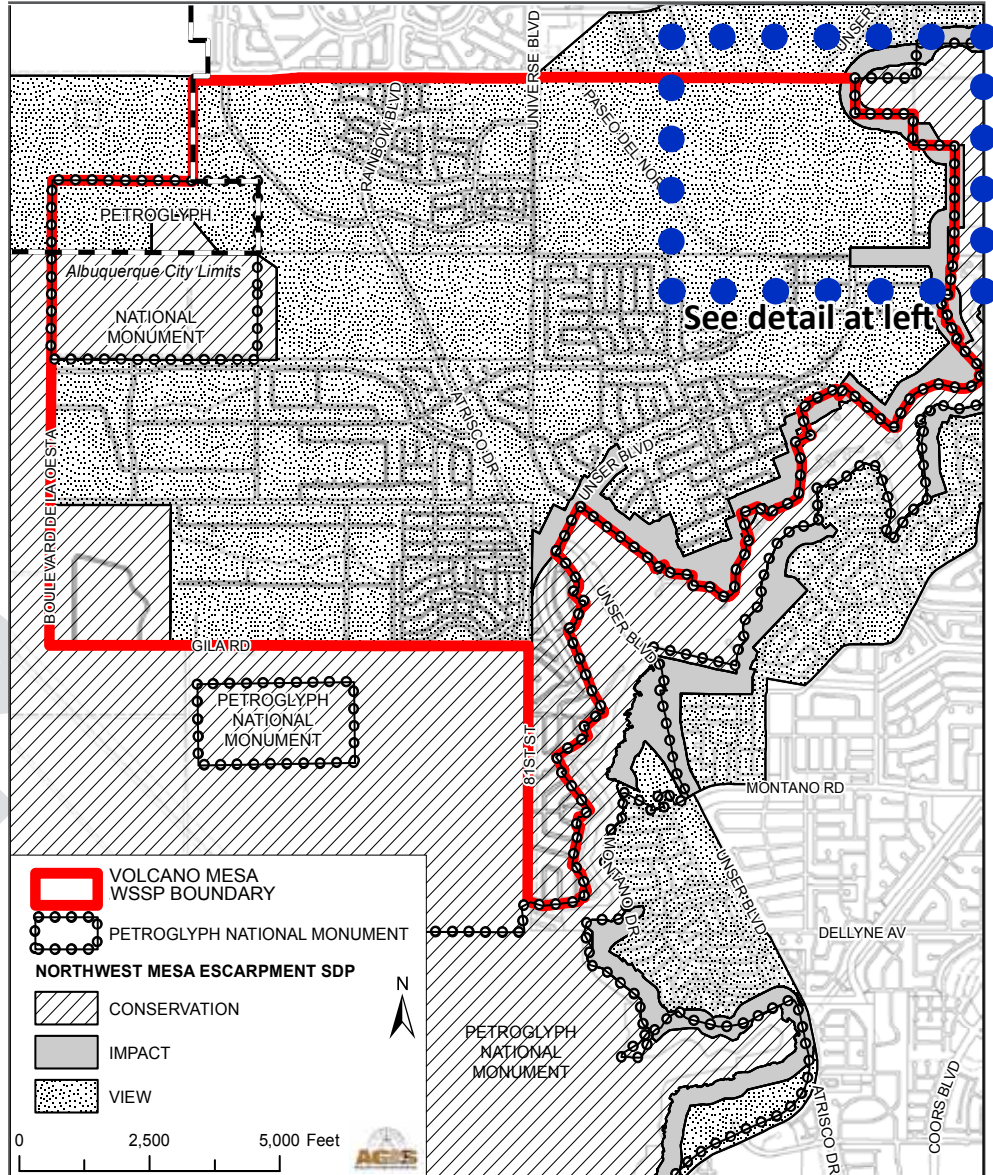 UNSER
UNIVERSE BLVD
RAINBOW BLVD
PASO DEL NOR
PETROGLYPH
Albuquerque City Limits
NATIONAL
MONUMENT
See detail at left
ATRISCO DR
BOULEVARD DE LA OESTA
UNSER BLVD
UNSER BLVD
GILA RD
PETROGLYPH
NATIONAL
MONUMENT
81ST ST
MONTANO RD
MONTANO DR
UNSER BLVD
DELLYNE AV
VOLCANO MESA
WSSP BOUNDARY
PETROGLYPH NATIONAL MONUMENT
NORTHWEST MESA ESCARPMENT SDP
CONSERVATION
IMPACT
VIEW
N
PETROGLYPH
NATIONAL
MONUMENT
ATRISCO DR
COORS BLVD
0 2,500 5,000 Feet
AGIS